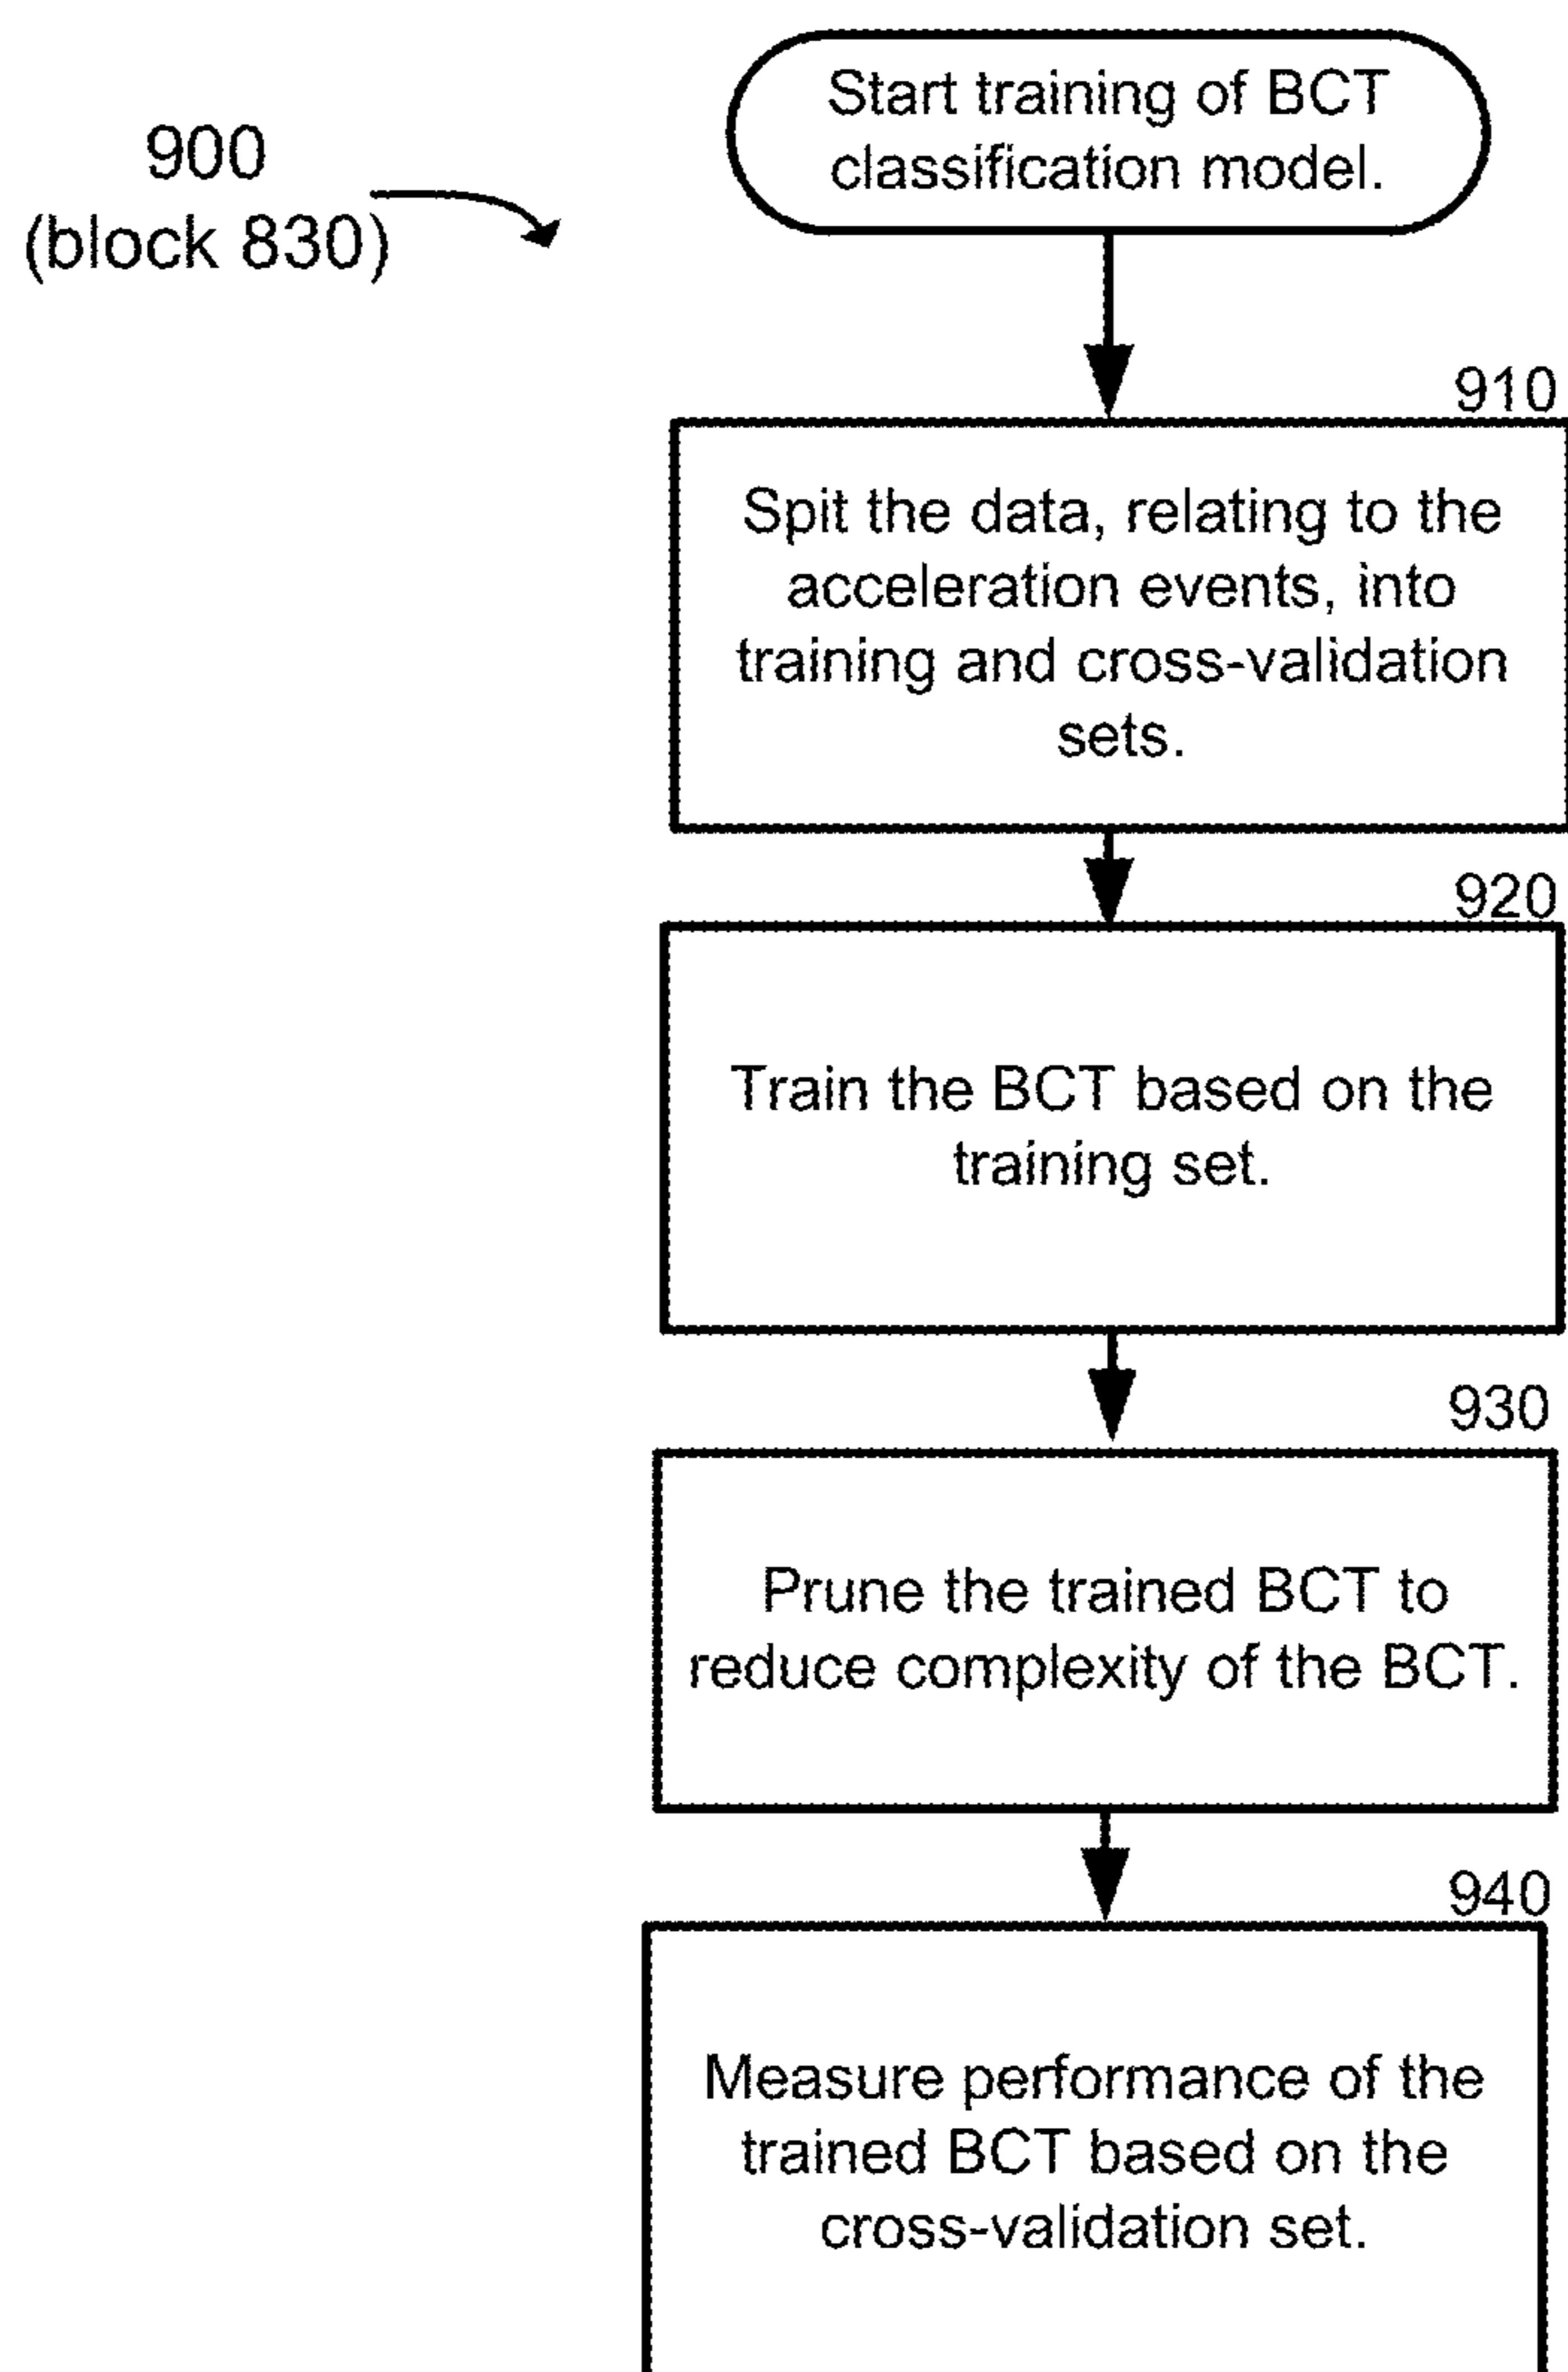 Start training of BCT
classification model.
900
(block 830)
910
Spit the data, relating to the
acceleration events, into
training and cross-validation
sets.
920
Train the BCT based on the
training set.
930
Prune the trained BCT to
reduce complexity of the BCT.
940
Measure performance of the
trained BCT based on the
cross-validation set.